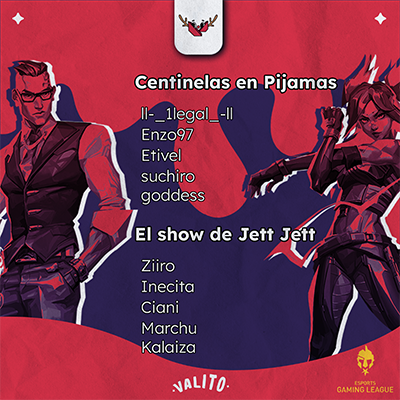 Centinelas en Pijamas
ll-_1legal_-ll
Enzo97
Etivel
suchiro
goddess
El show de Jett Jett
Ziiro
Inecita
Ciani
Marchu
Kalaiza
·VALITO·
ESPORTS
GAMING LEAGUE